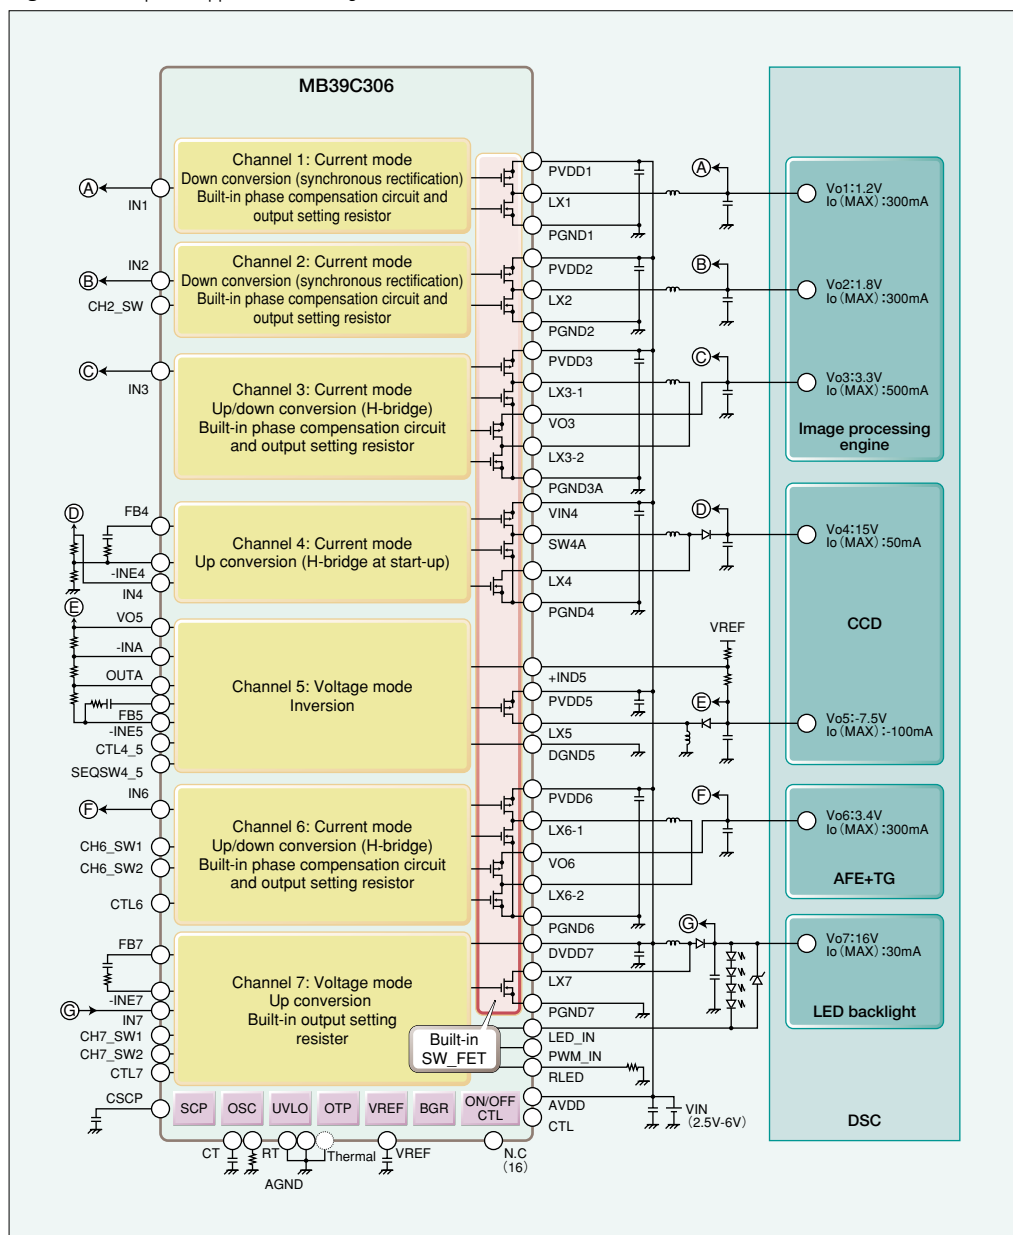 MB39C306
Channel 1: Current mode
Down conversion (synchronous rectification)
Built-in phase compensation circuit and
output setting resistor
Channel 2: Current mode
Down conversion (synchronous rectification)
Built-in phase compensation circuit and
output setting resistor
Channel 3: Current mode
Up/down conversion (H-bridge)
Built-in phase compensation circuit
and output setting resistor
Channel 4: Current mode
Up conversion (H-bridge at start-up)
Channel 5: Voltage mode
Inversion
Channel 6: Current mode
Up/down conversion (H-bridge)
Built-in phase compensation circuit
and output setting resistor
Channel 7: Voltage mode
Up conversion
Built-in output setting
resister
Built-in
SW_FET
SCP
OSC
UVLO
OTP
VREF
BGR
ON/OFF
CTL
A
IN1
IN2
B
CH2_SW
C
IN3
D
FB4
-INE4
IN4
E
VO5
-INA
OUTA
FB5
-INE5
CTL4_5
SEQSW4_5
IN6
F
CH6_SW1
CH6_SW2
CTL6
FB7
-INE7
G
IN7
CH7_SW1
CH7_SW2
CTL7
CSCP
CT
RT
Thermal
AGND
VREF
N.C
(16)
PVDD1
LX1
PGND1
PVDD2
LX2
PGND2
PVDD3
LX3-1
VO3
LX3-2
PGND3A
VIN4
SW4A
LX4
PGND4
+IND5
PVDD5
LX5
DGND5
PVDD6
LX6-1
VO6
LX6-2
PGND6
DVDD7
LX7
PGND7
LED_IN
PWM_IN
RLED
AVDD
CTL
VIN
(2.5V-6V)
A
B
C
D
VREF
E
F
G
Vo1:1.2V
Io (MAX) :300mA
Vo2:1.8V
Io (MAX) :300mA
Vo3:3.3V
Io (MAX) :500mA
Image processing
engine
Vo4:15V
Io (MAX) :50mA
CCD
Vo5:-7.5V
Io (MAX) :-100mA
Vo6:3.4V
Io (MAX) :300mA
AFE+TG
Vo7:16V
Io (MAX) :30mA
LED backlight
DSC